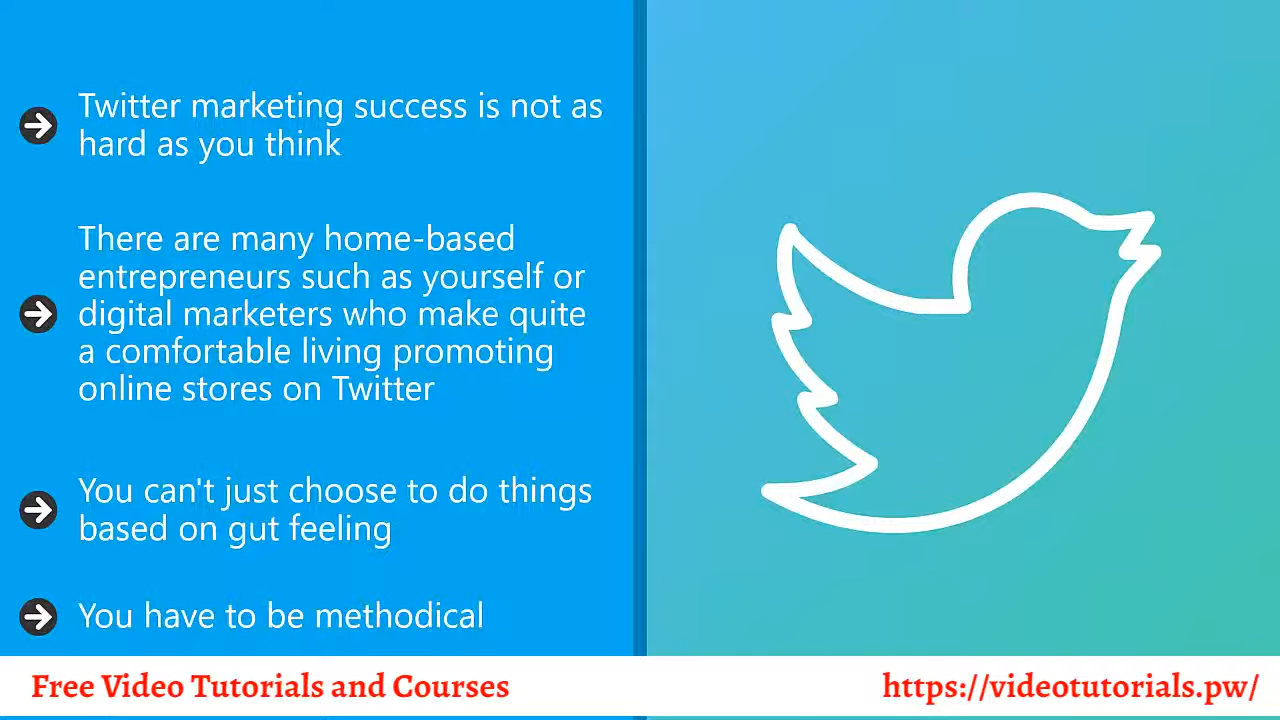 Twitter marketing success is not as
hard as you think
There are many home-based
entrepreneurs such as yourself or
digital marketers who make quite
a comfortable living promoting
online stores on Twitter
You can't just choose to do things
based on gut feeling
You have to be methodical
Free Video Tutorials and Courses
https://videotutorials.pw/